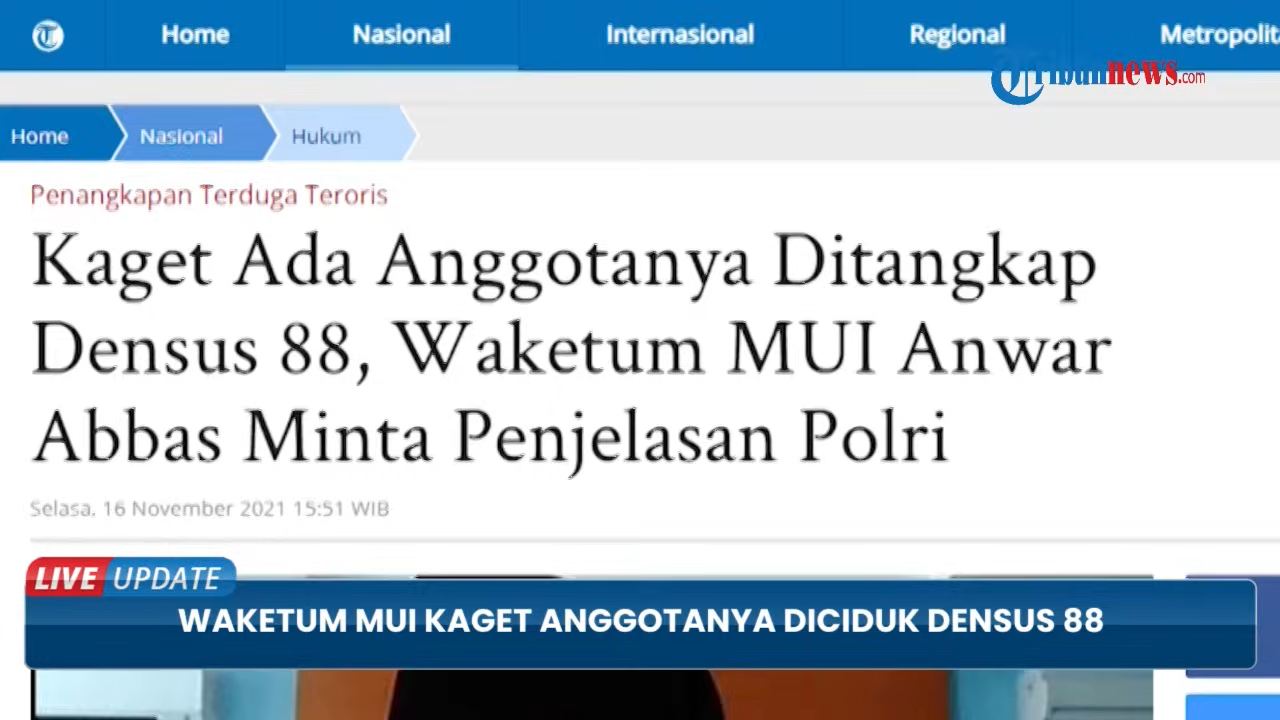 Home Nasional Internasional Regional
Tribunnews.com
Home Nasional Hukum
Penangkapan Terduga Teroris
Kaget Ada Anggotanya Ditangkap
Densus 88, Waketum MUI Anwar
Abbas Minta Penjelasan Polri
Selasa, 16 November 2021 15:51 WIB
LIVE UPDATE
WAKETUM MUI KAGET ANGGOTANYA DICIDUK DENSUS 88